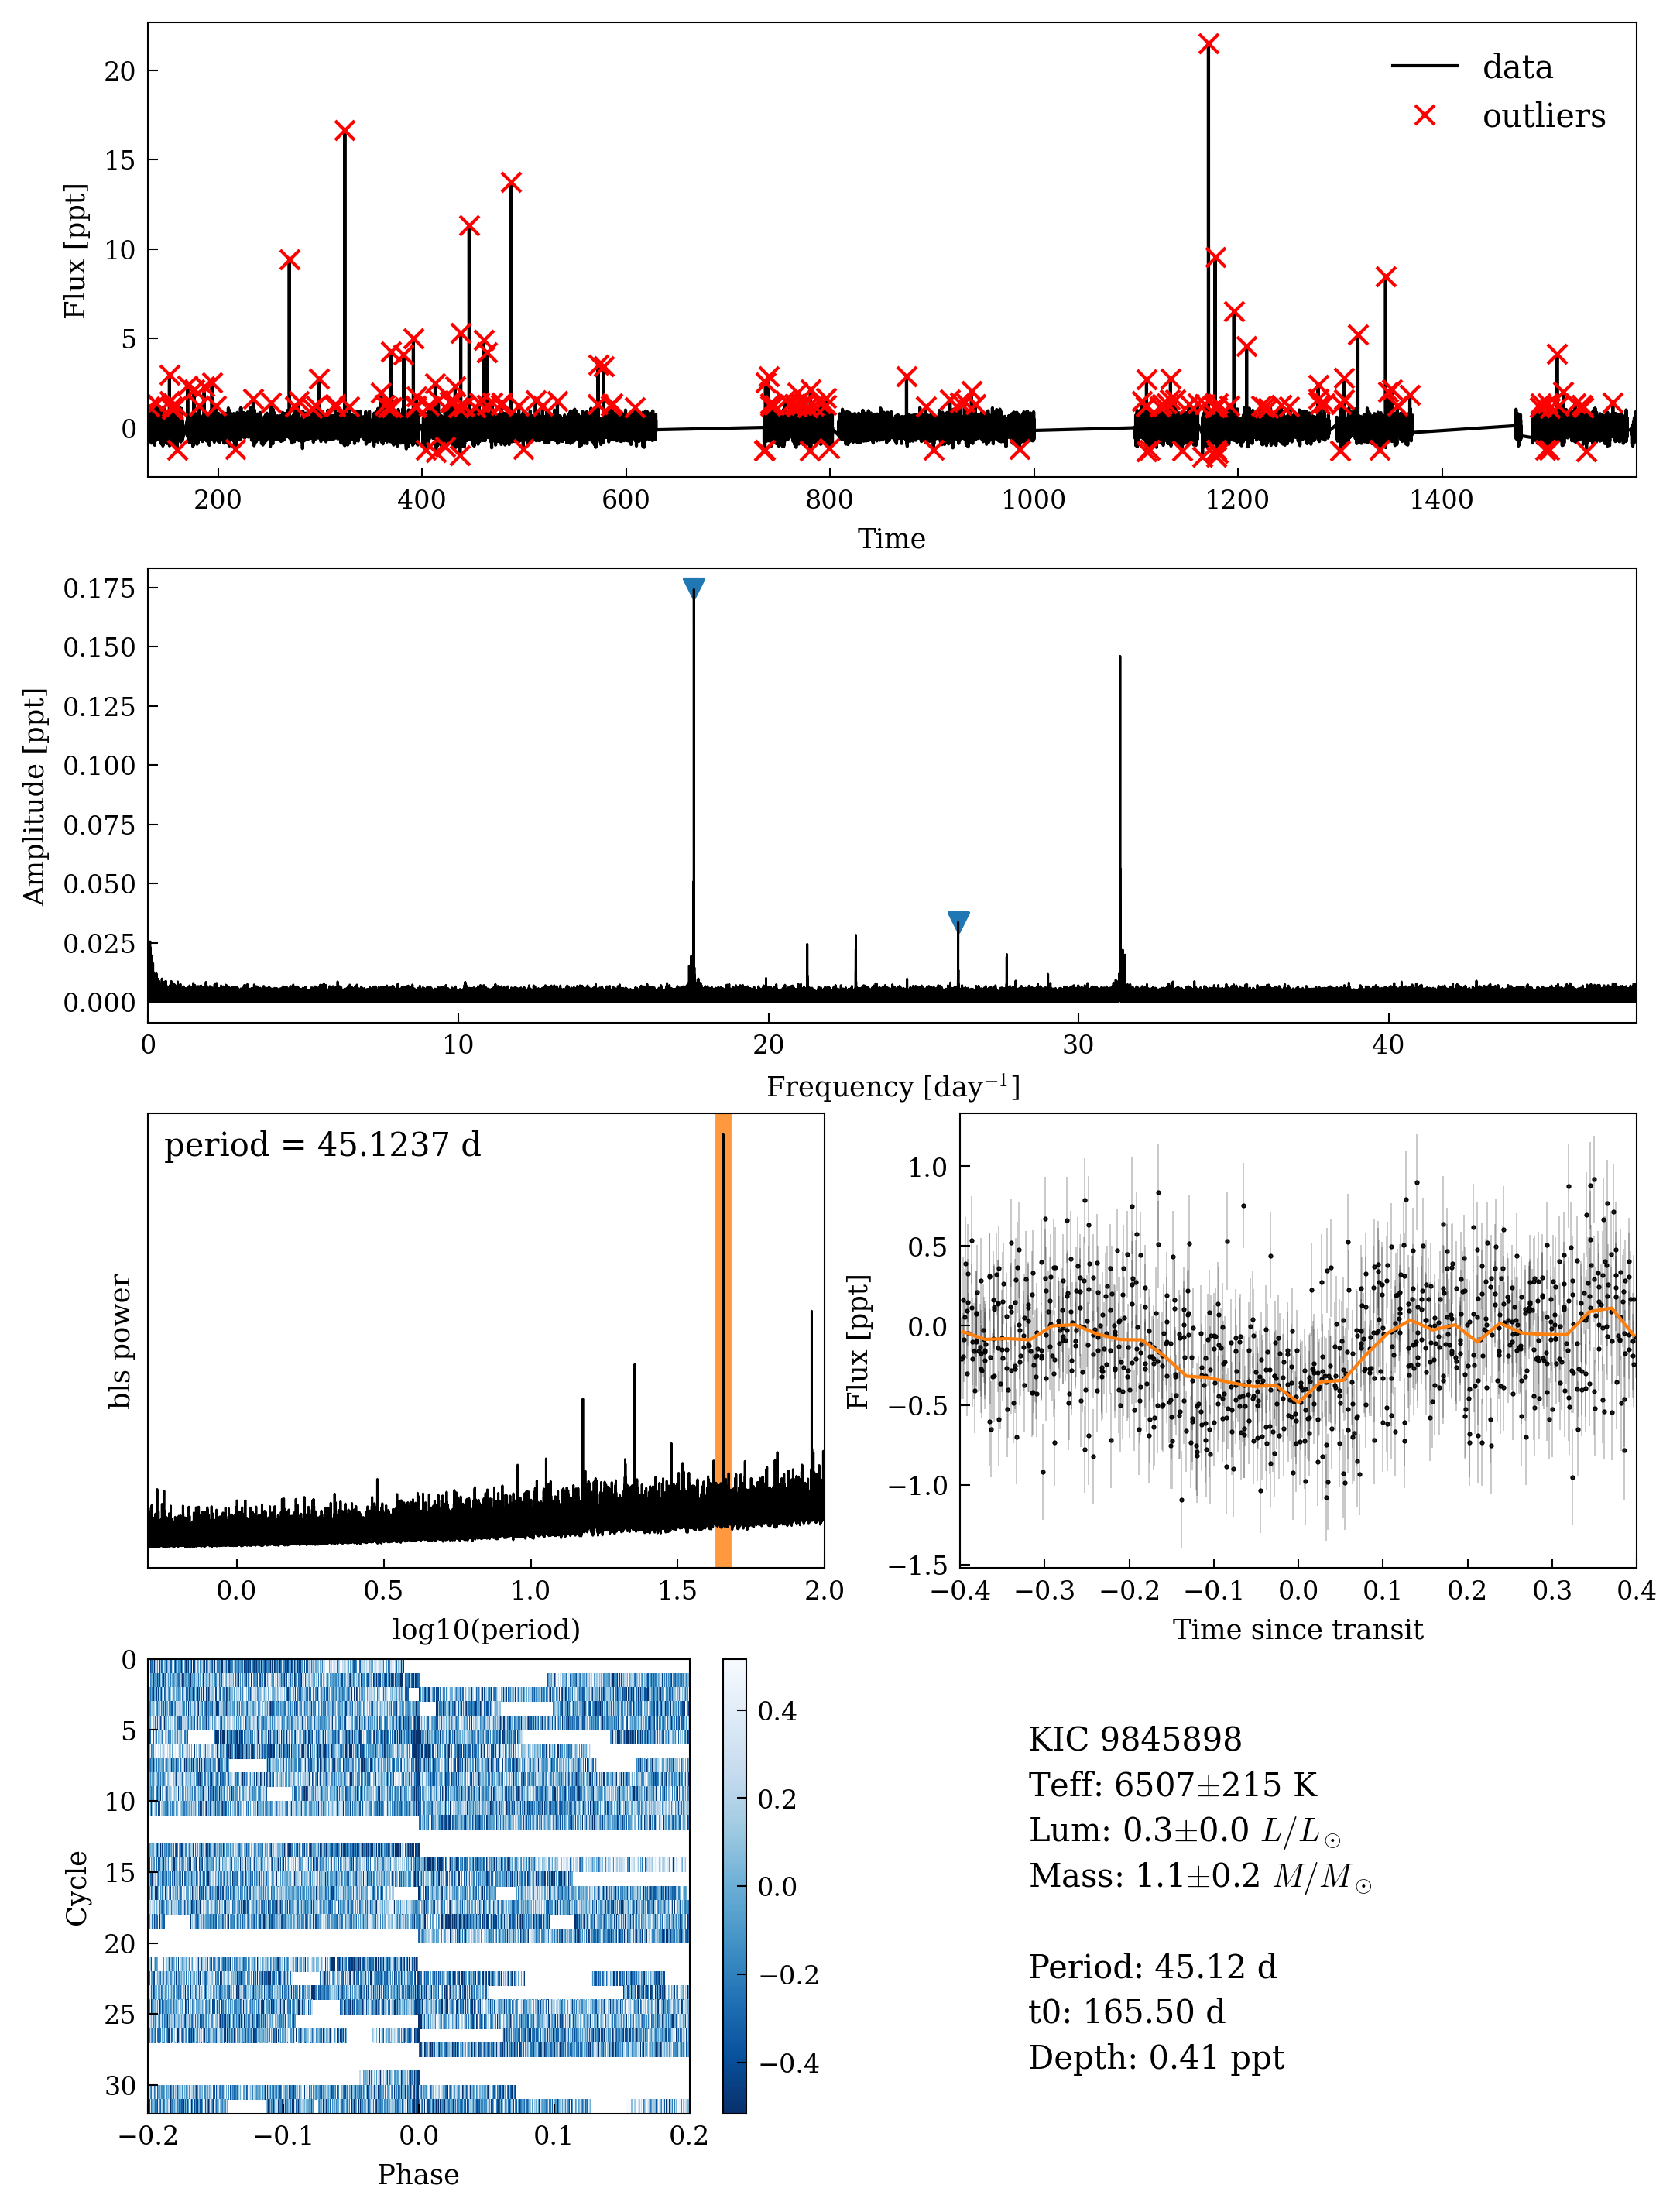 data
outliers
20
15
10
5
0
Flux [ppt]
200 400 600 800 1000 1200 1400
Time
0.175
0.150
0.125
0.100
0.075
0.050
0.025
0.000
Amplitude [ppt]
0 10 20 30 40
Frequency [day⁻¹]
period = 45.1237 d
bls power
0.0 0.5 1.0 1.5 2.0
log10(period)
1.0
0.5
0.0
−0.5
−1.0
−1.5
Flux [ppt]
−0.4 −0.3 −0.2 −0.1 0.0 0.1 0.2 0.3 0.4
Time since transit
0
5
10
15
20
25
30
Cycle
−0.2 −0.1 0.0 0.1 0.2
Phase
0.4
0.2
0.0
−0.2
−0.4
KIC 9845898
Teff: 6507±215 K
Lum: 0.3±0.0 L/L⊙
Mass: 1.1±0.2 M/M⊙
Period: 45.12 d
t0: 165.50 d
Depth: 0.41 ppt